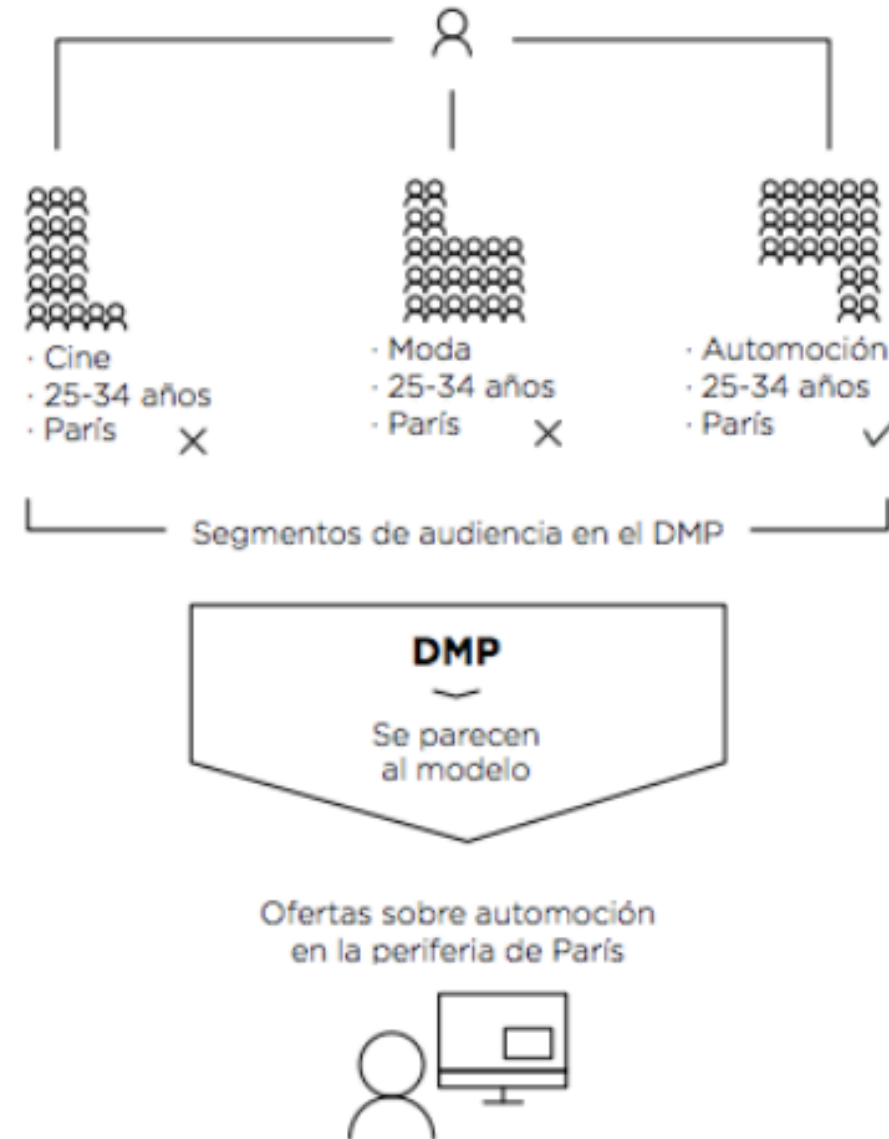 · Cine
· 25-34 años
· París
· Moda
· 25-34 años
· París
· Automoción
· 25-34 años
· París
Segmentos de audiencia en el DMP
DMP
Se parecen
al modelo
Ofertas sobre automoción
en la periferia de París